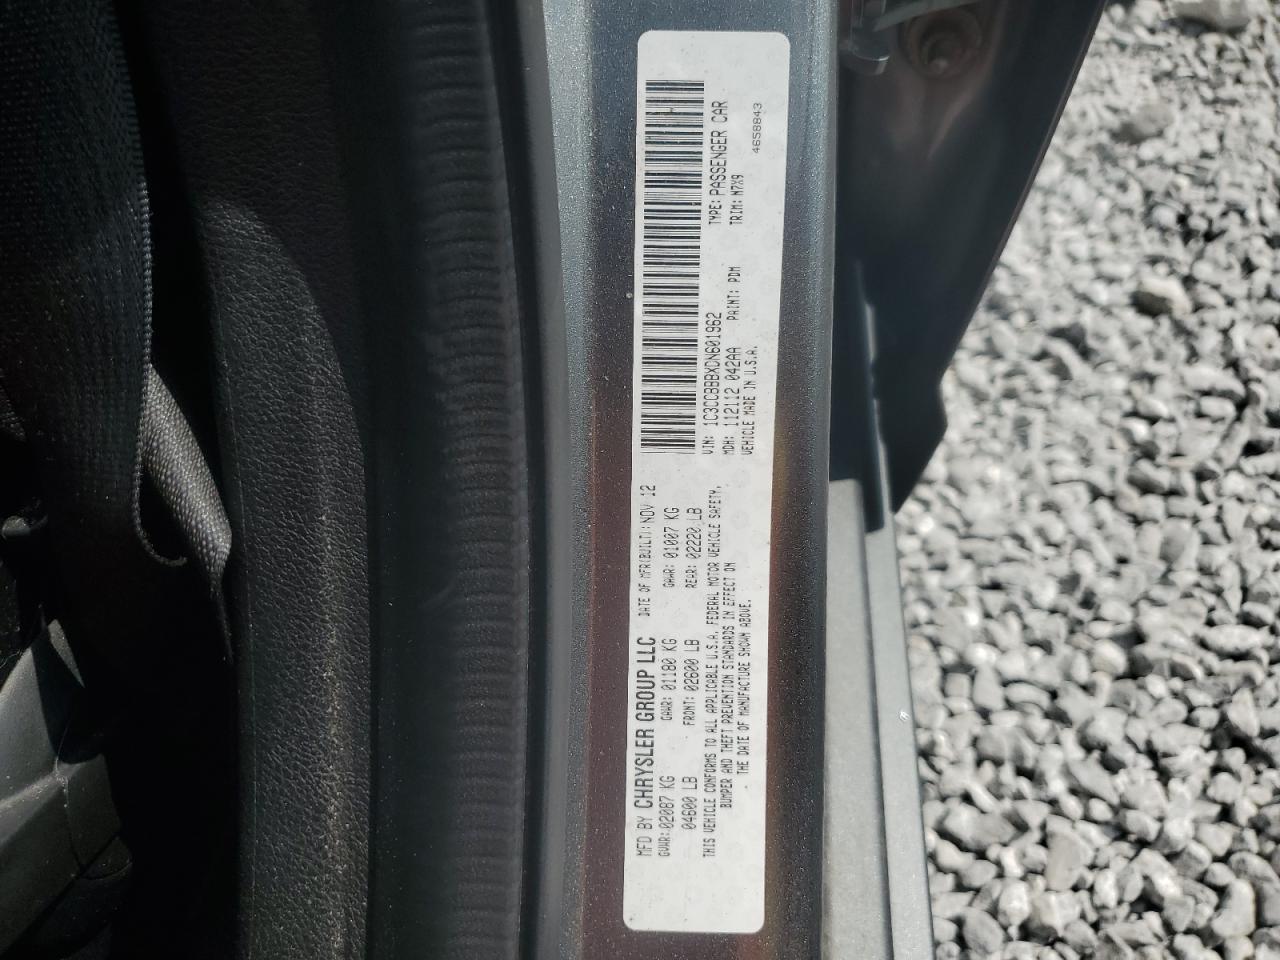 MFD BY CHRYSLER GROUP LLC DATE OF MFR(BUILT): NOV 12
GVWR: 02087 KG GAWR: 01180 KG GAWR: 01007 KG
04600 LB FRONT: 02600 LB REAR: 02220 LB
THIS VEHICLE CONFORMS TO ALL APPLICABLE U.S.A. FEDERAL MOTOR VEHICLE SAFETY,
BUMPER AND THEFT PREVENTION STANDARDS IN EFFECT ON
THE DATE OF MANUFACTURE SHOWN ABOVE.
VIN: 1C3CCBBBXDN601962 TYPE: PASSENGER CAR
MDH: 112112 042AA PAINT: PDM TRIM: N7X9
VEHICLE MADE IN U.S.A. 4658843